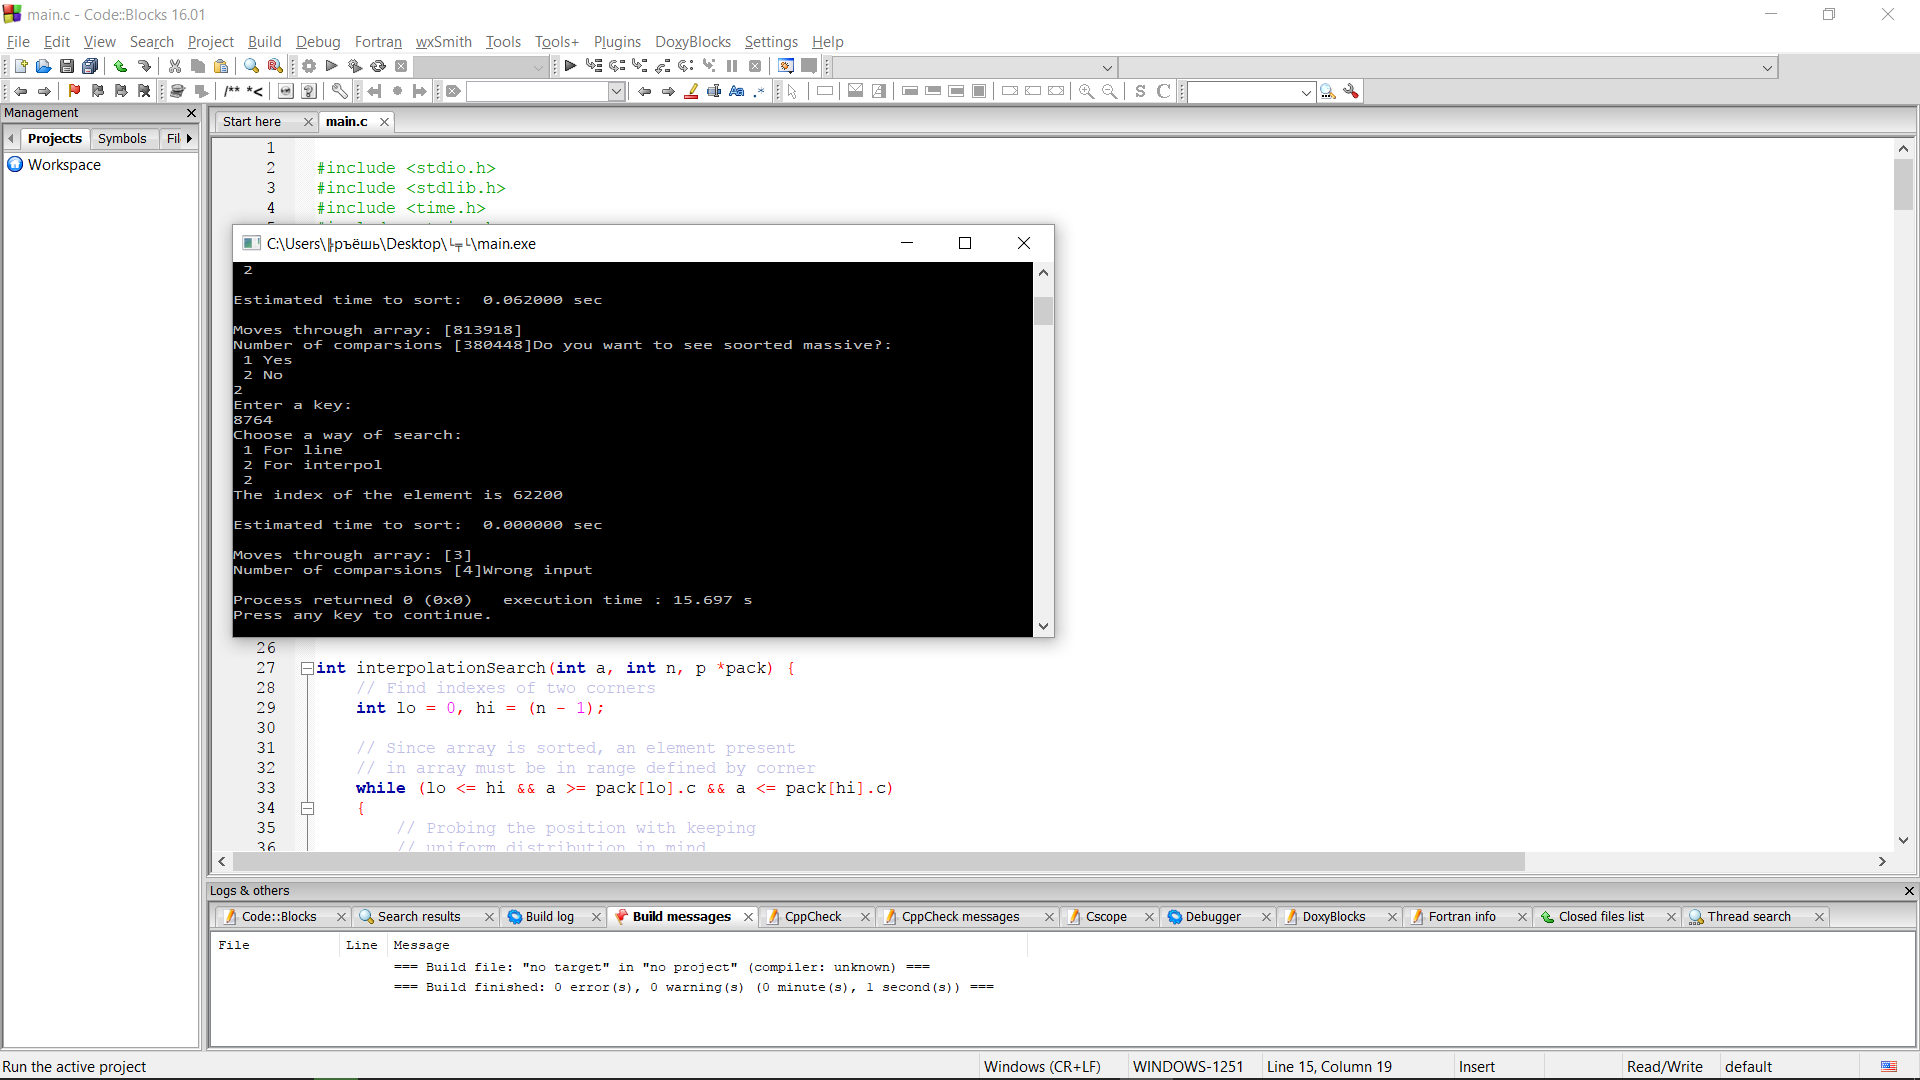 main.c - Code::Blocks 16.01
File Edit View Search Project Build Debug Fortran wxSmith Tools Tools+ Plugins DoxyBlocks Settings Help
/** *<
Aa .*
S C
Management
Projects Symbols Fil
Workspace
Start here main.c
1
2 #include <stdio.h>
3 #include <stdlib.h>
4 #include <time.h>
C:\Users\╠ръёшь\Desktop\└╤└\main.exe
2
Estimated time to sort: 0.062000 sec
Moves through array: [813918]
Number of comparsions [380448]Do you want to see soorted massive?:
1 Yes
2 No
2
Enter a key:
8764
Choose a way of search:
1 For line
2 For interpol
2
The index of the element is 62200
Estimated time to sort: 0.000000 sec
Moves through array: [3]
Number of comparsions [4]Wrong input
Process returned 0 (0x0) execution time : 15.697 s
Press any key to continue.
26
27 int interpolationSearch(int a, int n, p *pack) {
28 // Find indexes of two corners
29 int lo = 0, hi = (n - 1);
30
31 // Since array is sorted, an element present
32 // in array must be in range defined by corner
33 while (lo <= hi && a >= pack[lo].c && a <= pack[hi].c)
34 {
35 // Probing the position with keeping
36 // uniform distribution in mind
Logs & others
Code::Blocks Search results Build log Build messages CppCheck CppCheck messages Cscope Debugger DoxyBlocks Fortran info Closed files list Thread search
File Line Message
=== Build file: "no target" in "no project" (compiler: unknown) ===
=== Build finished: 0 error(s), 0 warning(s) (0 minute(s), 1 second(s)) ===
Run the active project Windows (CR+LF) WINDOWS-1251 Line 15, Column 19 Insert Read/Write default